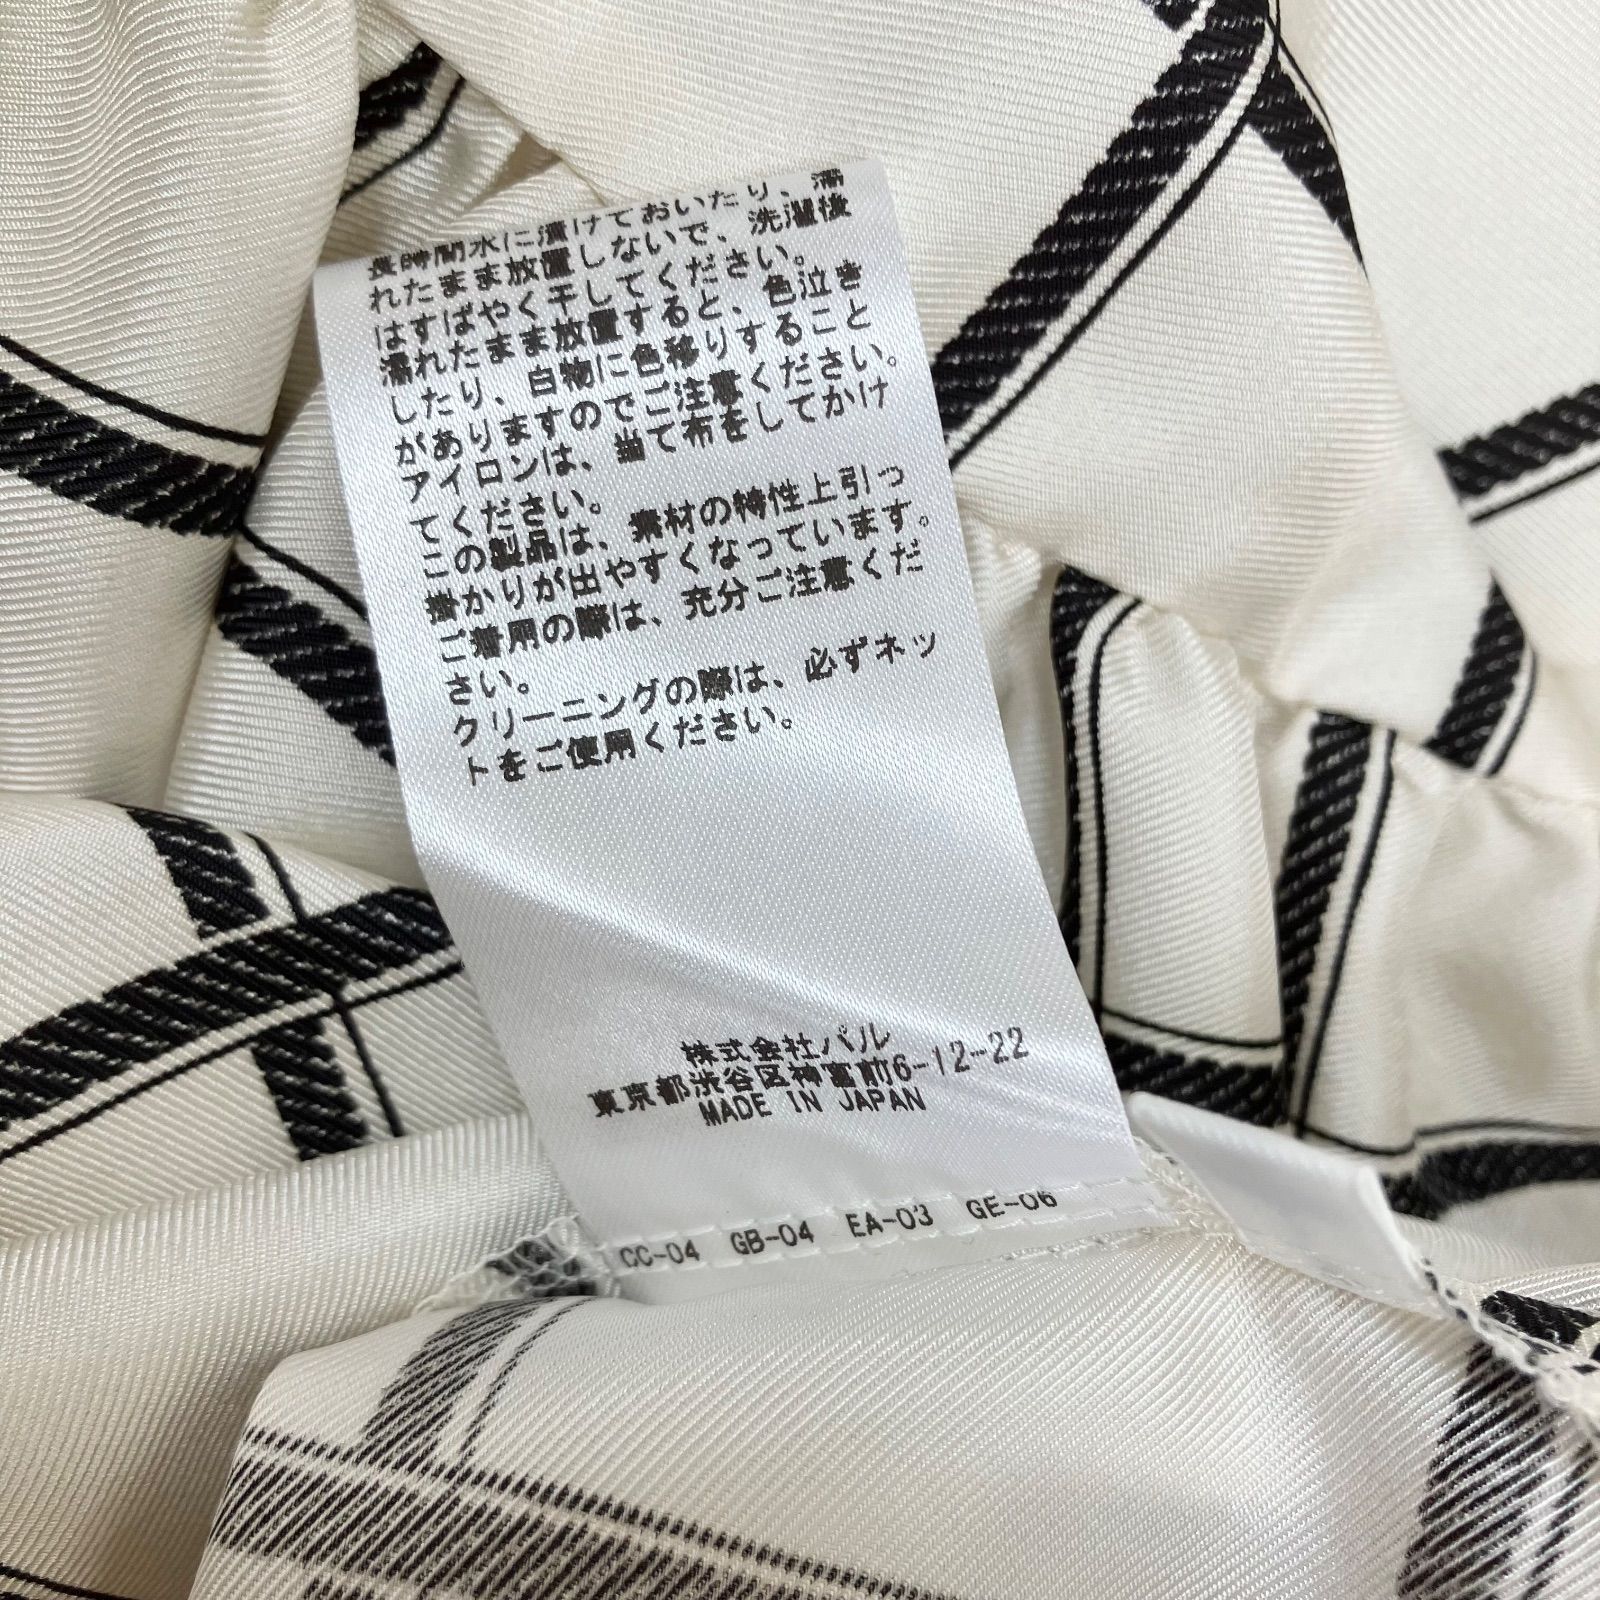 長時間水に漬けておいたり、濡
れたまま放置しないで、洗濯後
はすばやく干してください。
濡れたまま放置すると、色泣き
したり、白物に色移りすること
がありますのでご注意ください。
アイロンは、当て布をしてかけ
てください。
この製品は、素材の特性上引っ
掛かりが出やすくなっています。
ご着用の際は、充分ご注意くだ
さい。
クリーニングの際は、必ずネッ
トをご使用ください。
株式会社パル
東京都渋谷区神宮前6-12-22
MADE IN JAPAN
CC-04 GB-04 EA-03 GE-06